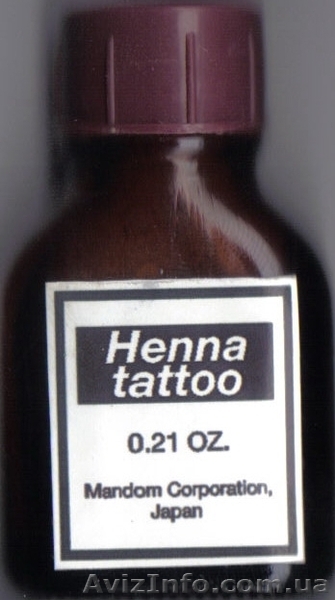 Henna
tattoo
0.21 OZ.
Mandom Corporation,
Japan
AvizInfo.com.ua